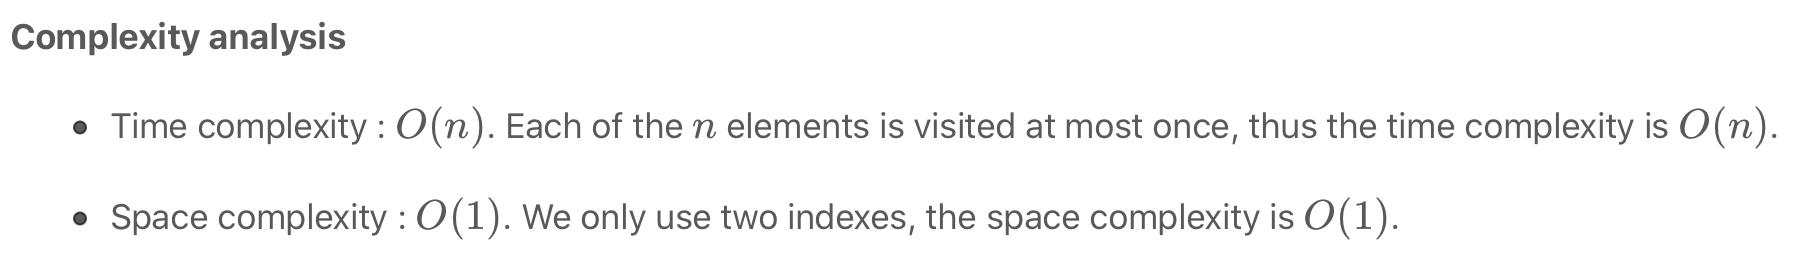 Complexity analysis
• Time complexity : O(n). Each of the n elements is visited at most once, thus the time complexity is O(n).
• Space complexity : O(1). We only use two indexes, the space complexity is O(1).